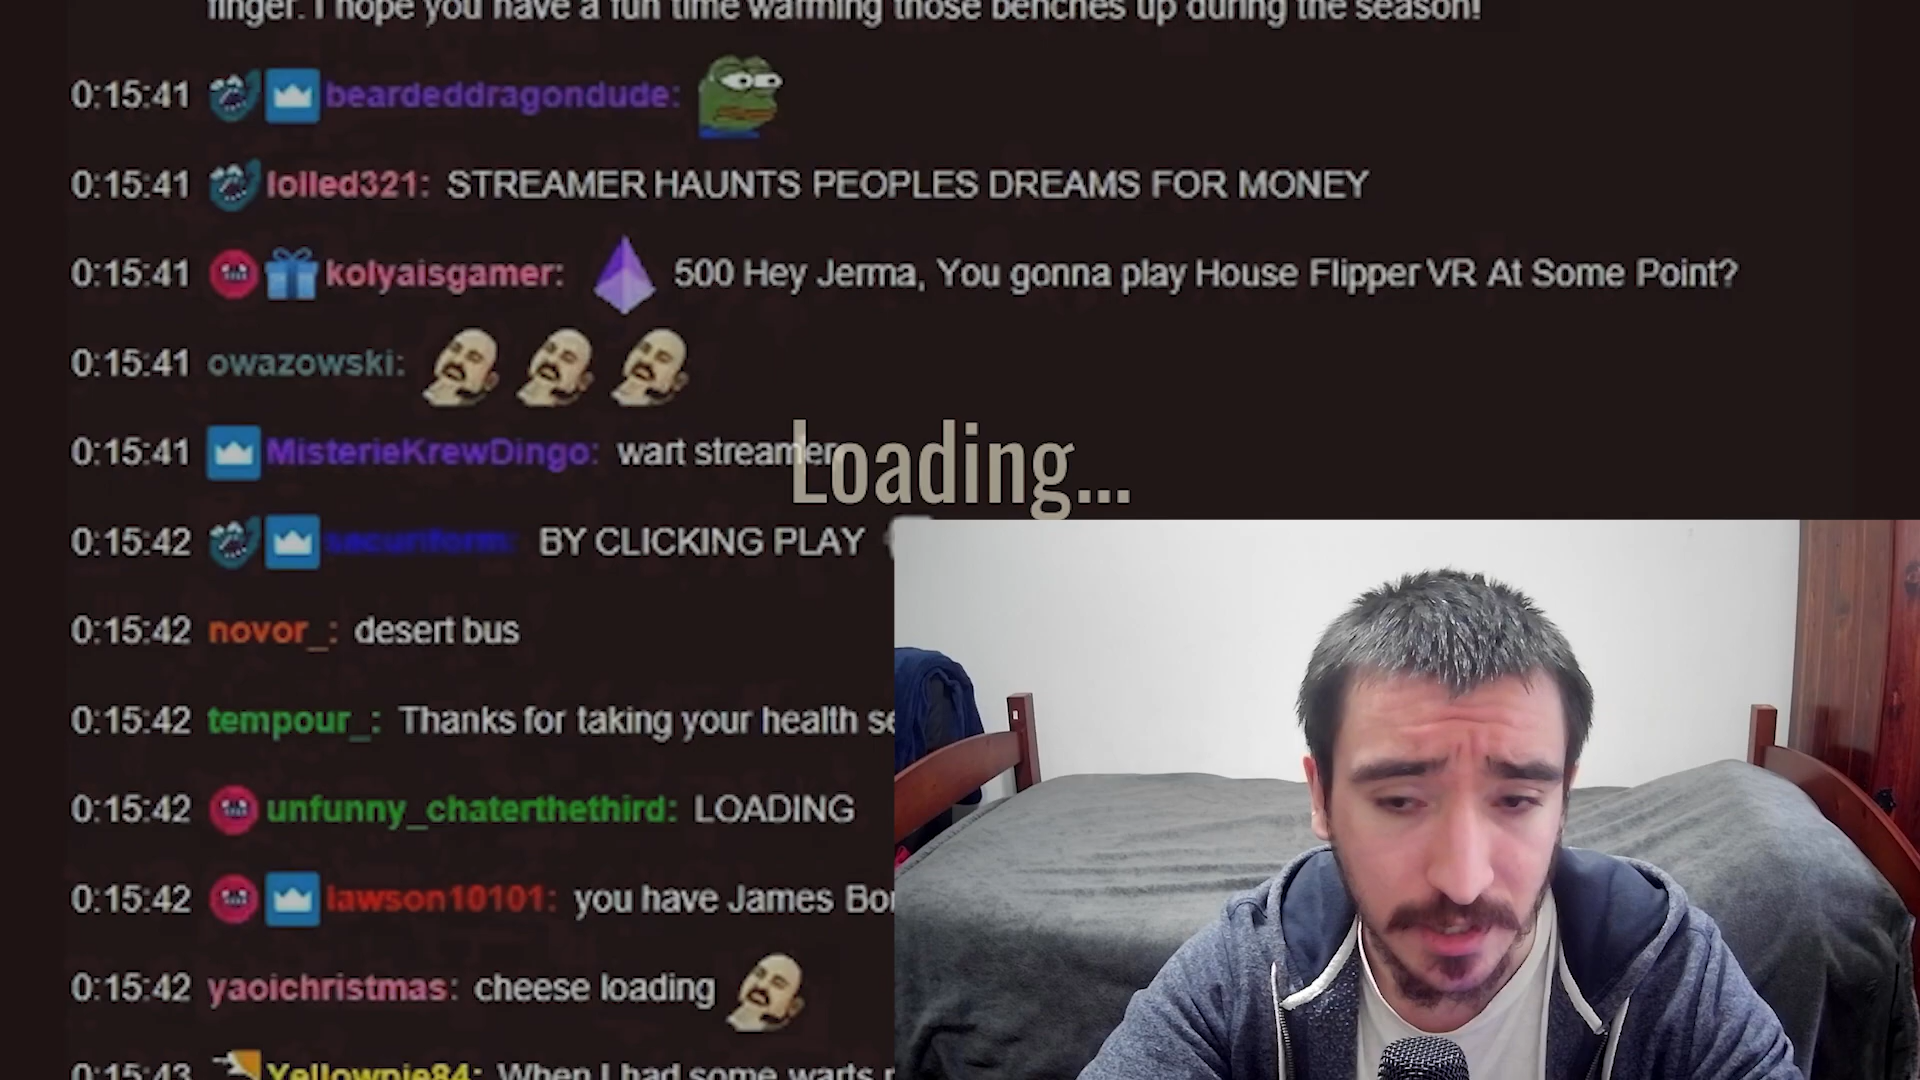 finger. I hope you have a fun time warming those benches up during the season!
0:15:41 beardeddragondude:
0:15:41 lolled321: STREAMER HAUNTS PEOPLES DREAMS FOR MONEY
0:15:41 kolyaisgamer: 500 Hey Jerma, You gonna play House Flipper VR At Some Point?
0:15:41 owazowski:
0:15:41 MisterieKrewDingo: wart streamer
Loading...
0:15:42 sacuriform: BY CLICKING PLAY
0:15:42 novor_: desert bus
0:15:42 tempour_: Thanks for taking your health se
0:15:42 unfunny_chaterthethird: LOADING
0:15:42 lawson10101: you have James Bon
0:15:42 yaoichristmas: cheese loading
0:15:43 Yellowpie84: When I had some warts